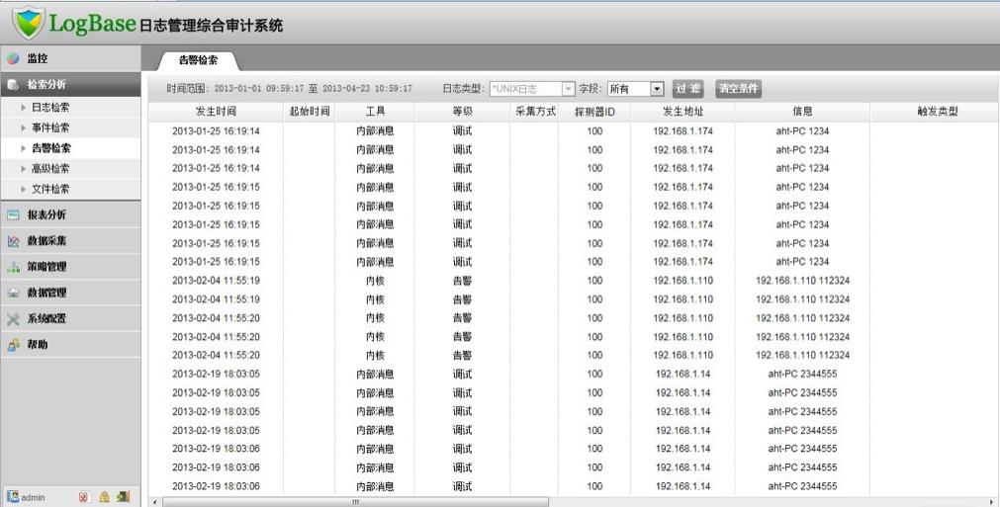 LogBase日志管理综合审计系统
监控
检索分析
日志检索
事件检索
告警检索
高级检索
文件检索
报表分析
数据采集
策略管理
数据管理
系统配置
帮助
admin
告警检索
时间范围: 2013-01-01 09:59:17 至 2013-04-23 10:59:17 日志类型: *UNIX日志 字段: 所有 过滤 清空条件
发生时间 起始时间 工具 等级 采集方式 探测器ID 发生地址 信息 触发类型
2013-01-25 16:19:14 内部消息 调试 100 192.168.1.174 aht-PC 1234
2013-01-25 16:19:14 内部消息 调试 100 192.168.1.174 aht-PC 1234
2013-01-25 16:19:14 内部消息 调试 100 192.168.1.174 aht-PC 1234
2013-01-25 16:19:15 内部消息 调试 100 192.168.1.174 aht-PC 1234
2013-01-25 16:19:15 内部消息 调试 100 192.168.1.174 aht-PC 1234
2013-01-25 16:19:15 内部消息 调试 100 192.168.1.174 aht-PC 1234
2013-01-25 16:19:15 内部消息 调试 100 192.168.1.174 aht-PC 1234
2013-01-25 16:19:15 内部消息 调试 100 192.168.1.174 aht-PC 1234
2013-02-04 11:55:19 内核 告警 100 192.168.1.110 192.168.1.110 112324
2013-02-04 11:55:19 内核 告警 100 192.168.1.110 192.168.1.110 112324
2013-02-04 11:55:20 内核 告警 100 192.168.1.110 192.168.1.110 112324
2013-02-04 11:55:20 内核 告警 100 192.168.1.110 192.168.1.110 112324
2013-02-04 11:55:20 内核 告警 100 192.168.1.110 192.168.1.110 112324
2013-02-19 18:03:05 内部消息 调试 100 192.168.1.14 aht-PC 2344555
2013-02-19 18:03:05 内部消息 调试 100 192.168.1.14 aht-PC 2344555
2013-02-19 18:03:05 内部消息 调试 100 192.168.1.14 aht-PC 2344555
2013-02-19 18:03:05 内部消息 调试 100 192.168.1.14 aht-PC 2344555
2013-02-19 18:03:06 内部消息 调试 100 192.168.1.14 aht-PC 2344555
2013-02-19 18:03:06 内部消息 调试 100 192.168.1.14 aht-PC 2344555
2013-02-19 18:03:06 内部消息 调试 100 192.168.1.14 aht-PC 2344555